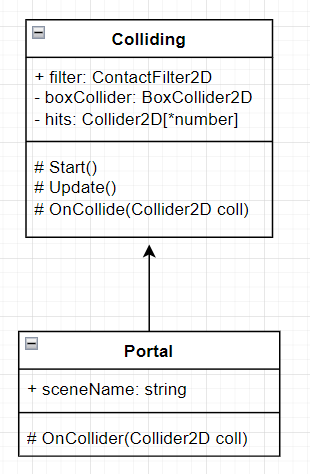 Colliding
+ filter: ContactFilter2D
- boxCollider: BoxCollider2D
- hits: Collider2D[*number]
# Start()
# Update()
# OnCollide(Collider2D coll)
Portal
+ sceneName: string
# OnCollider(Collider2D coll)